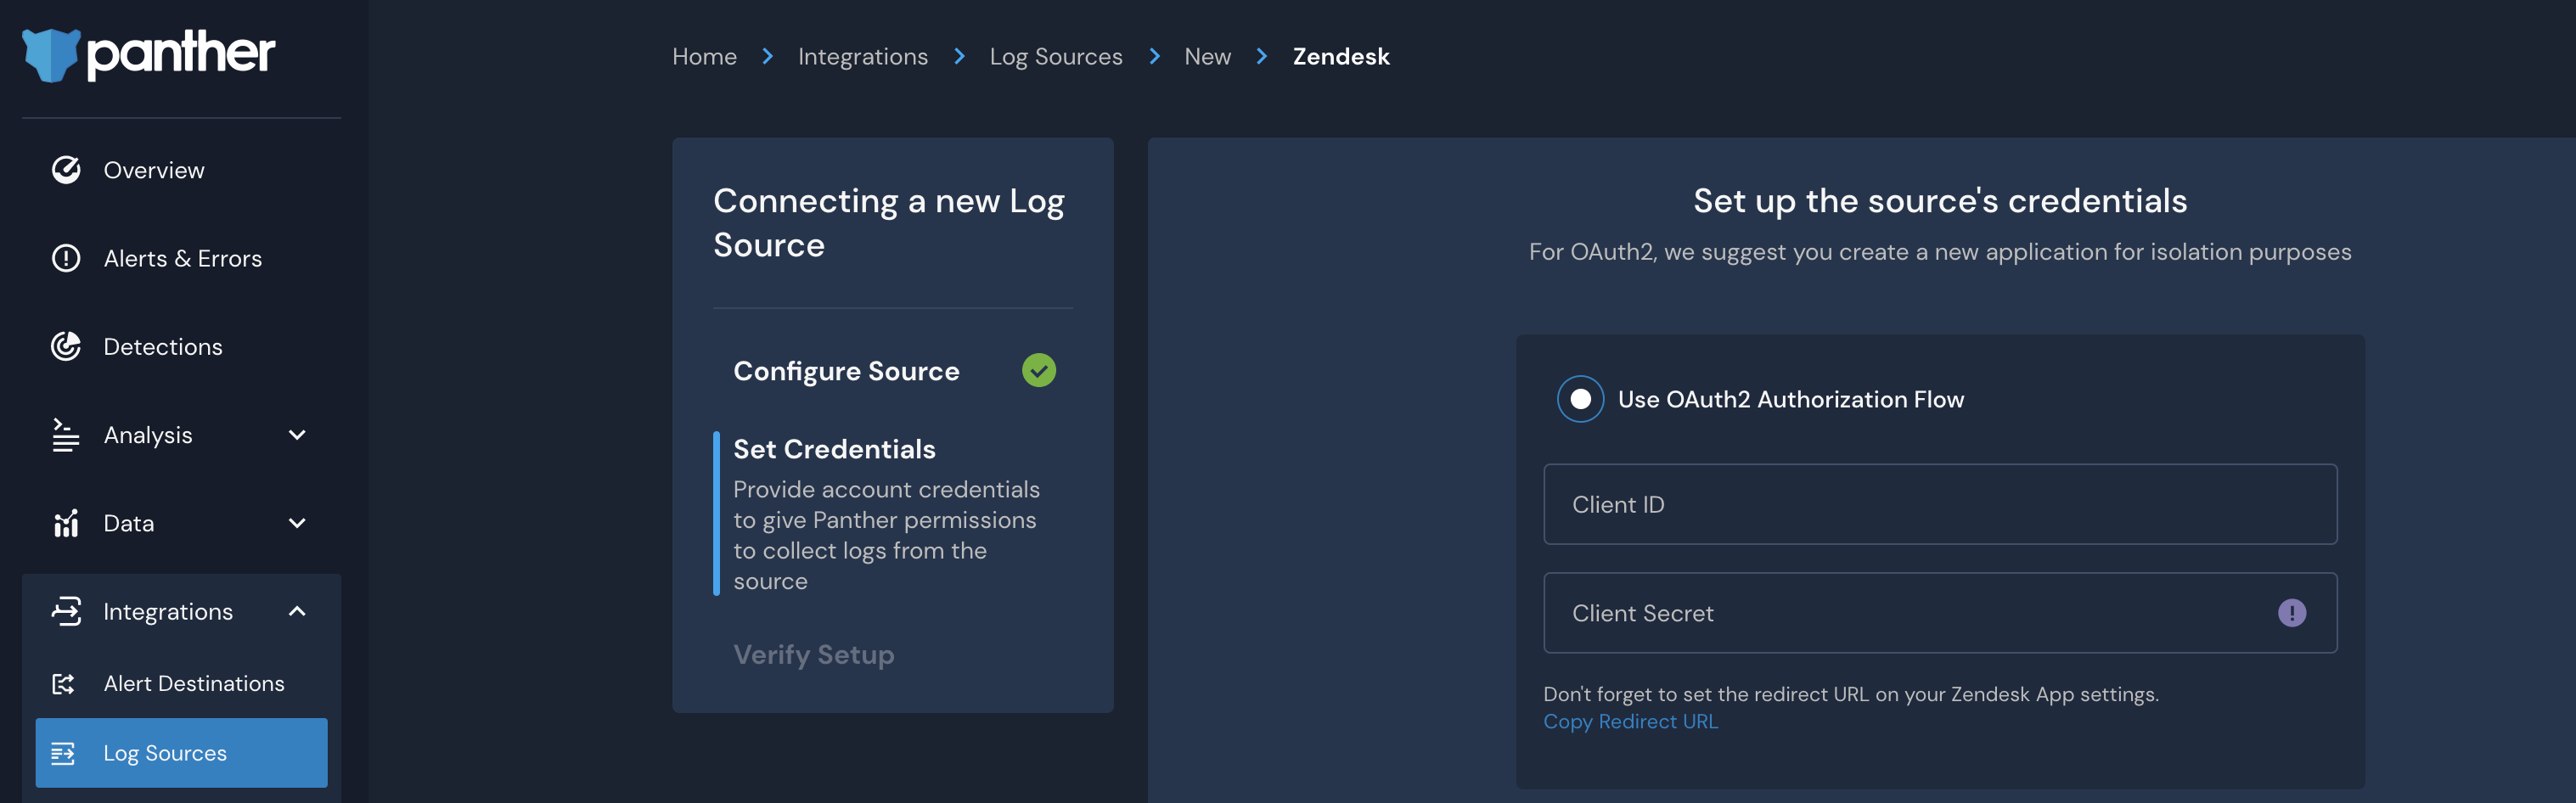 panther
Overview
Alerts & Errors
Detections
Analysis
Data
Integrations
Alert Destinations
Log Sources
Home
Integrations
Log Sources
New
Zendesk
Connecting a new Log
Source
Configure Source
Set Credentials
Provide account credentials
to give Panther permissions
to collect logs from the
source
Verify Setup
Set up the source's credentials
For OAuth2, we suggest you create a new application for isolation purposes
Use OAuth2 Authorization Flow
Client ID
Client Secret
Don't forget to set the redirect URL on your Zendesk App settings.
Copy Redirect URL